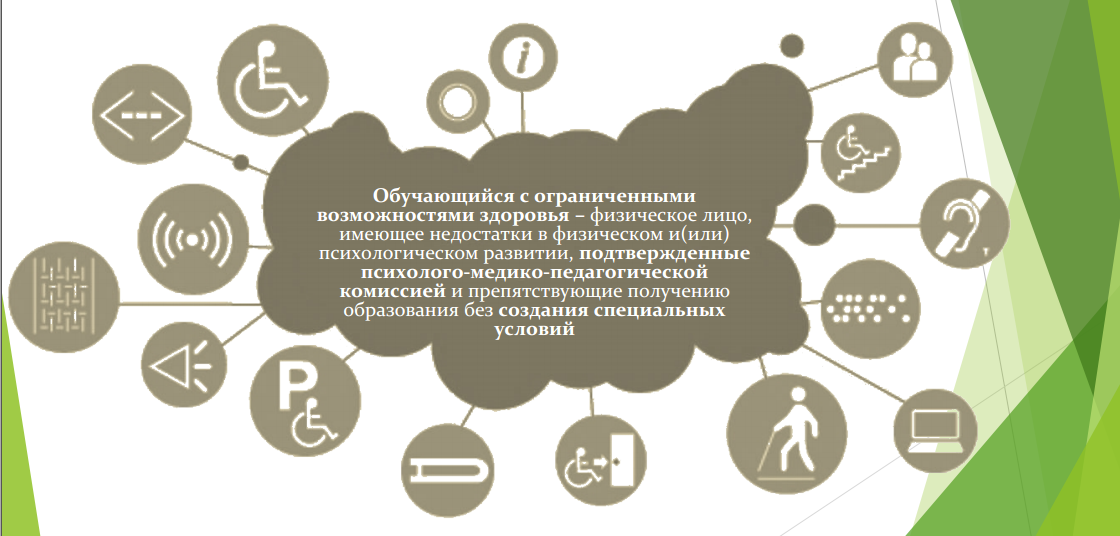 Обучающийся с ограниченными
возможностями здоровья – физическое лицо,
имеющее недостатки в физическом и(или)
психологическом развитии, подтвержденные
психолого-медико-педагогической
комиссией и препятствующие получению
образования без создания специальных
условий
i
P
T